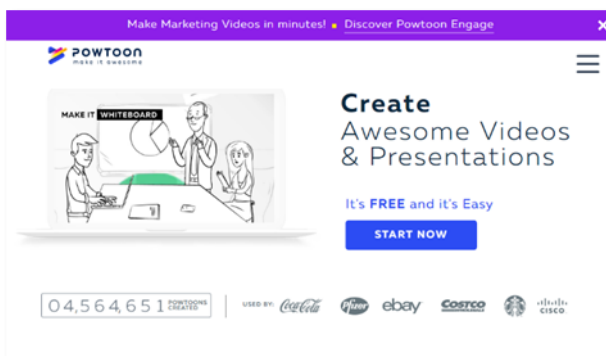 Make Marketing Videos in minutes! Discover Powtoon Engage
POWTOON
make it awesome
MAKE IT WHITEBOARD
Create
Awesome Videos
& Presentations
It's FREE and it's Easy
START NOW
04,564,651 POWTOONS CREATED
USED BY: Coca-Cola Pfizer ebay COSTCO WHOLESALE CISCO